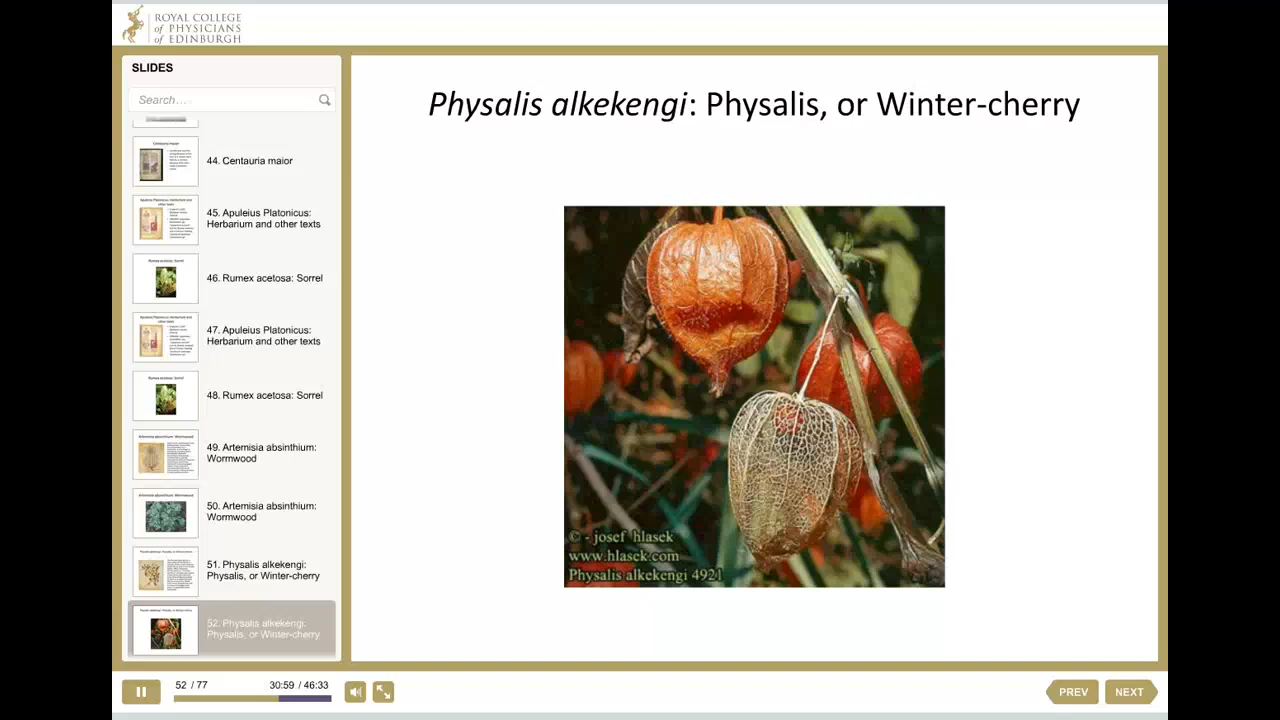 ROYAL COLLEGE
of PHYSICIANS
of EDINBURGH
SLIDES
Search...
44. Centauria maior
45. Apuleius Platonicus:
Herbarium and other texts
46. Rumex acetosa: Sorrel
47. Apuleius Platonicus:
Herbarium and other texts
48. Rumex acetosa: Sorrel
49. Artemisia absinthium:
Wormwood
50. Artemisia absinthium:
Wormwood
51. Physalis alkekengi:
Physalis, or Winter-cherry
52. Physalis alkekengi:
Physalis, or Winter-cherry
Physalis alkekengi: Physalis, or Winter-cherry
© - josef hlasek
www.hlasek.com
Physalis alkekengi 4921
52 / 77
30:59 / 46:33
PREV
NEXT